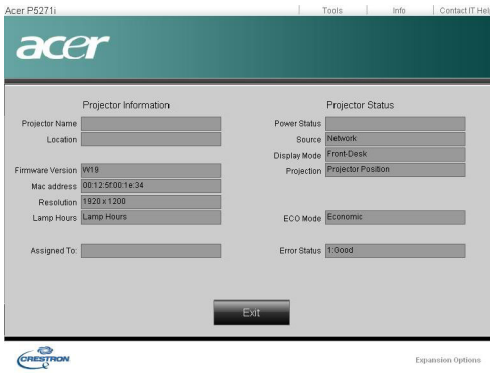 Acer P5271i Tools Info Contact IT Hel
acer
Projector Information Projector Status
Projector Name Power Status
Location Source Network
Display Mode Front-Desk
Firmware Version W19 Projection Projector Position
Mac address 00:12:5f:00:1e:34
Resolution 1920 x 1200
Lamp Hours Lamp Hours ECO Mode Economic
Assigned To: Error Status 1:Good
Exit
CRESTRON Expansion Options